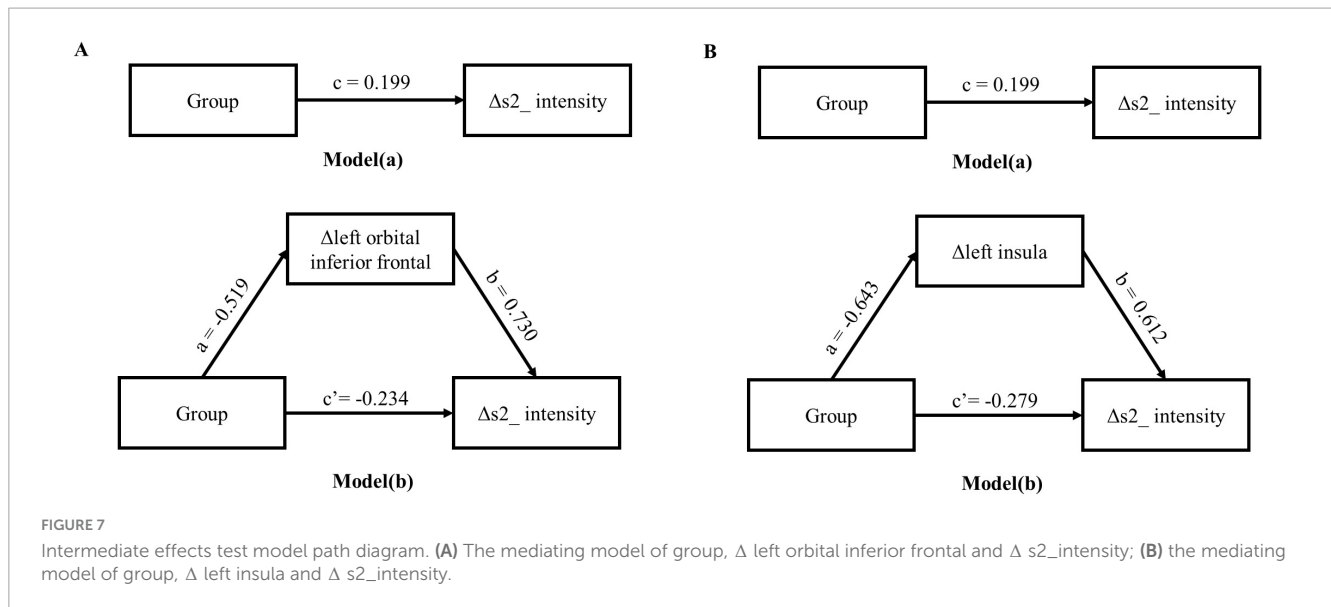 A
Group
c = 0.199
Δs2_ intensity
Model(a)
Δleft orbital
inferior frontal
a = -0.519
b = 0.730
Group
c’= -0.234
Δs2_ intensity
Model(b)
B
Group
c = 0.199
Δs2_ intensity
Model(a)
Δleft insula
a = -0.643
b = 0.612
Group
c’= -0.279
Δs2_ intensity
Model(b)
FIGURE 7
Intermediate effects test model path diagram. (A) The mediating model of group, Δ left orbital inferior frontal and Δ s2_intensity; (B) the mediating
model of group, Δ left insula and Δ s2_intensity.